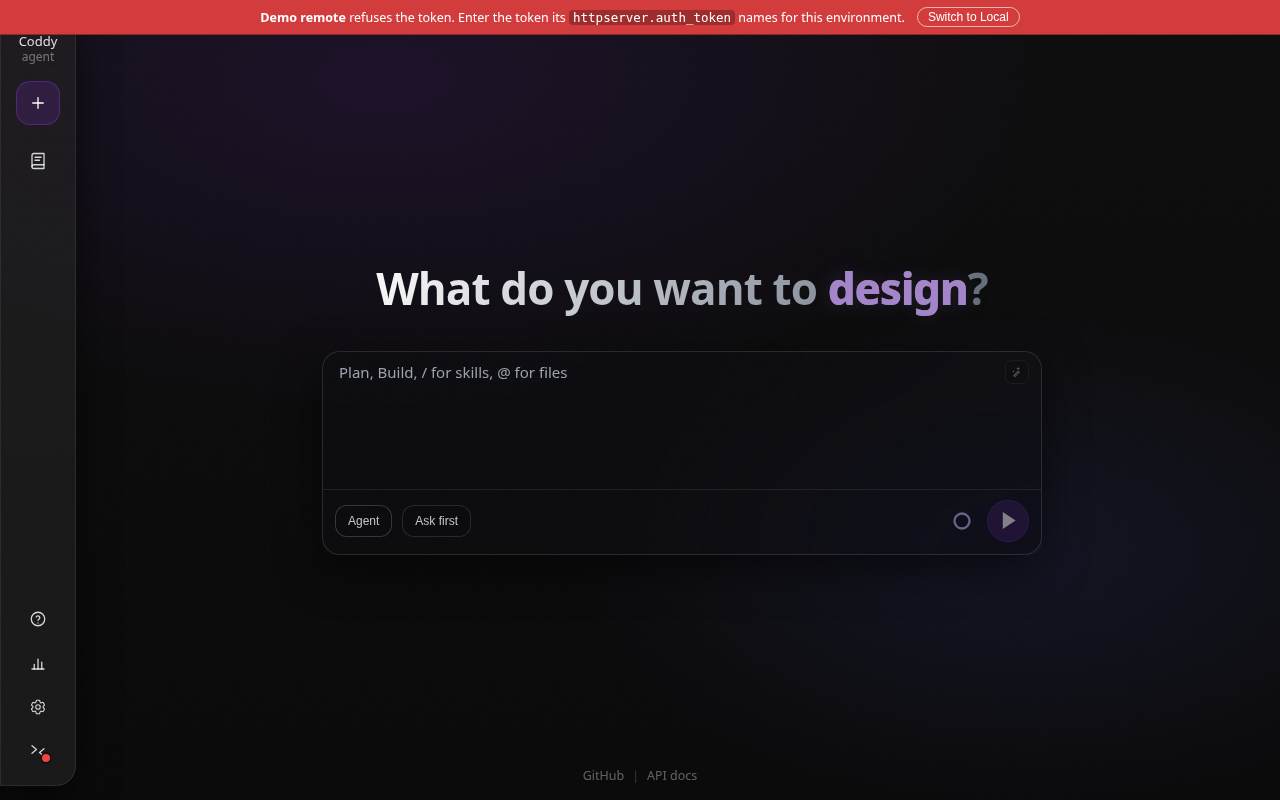 Demo remote refuses the token. Enter the token its httpserver.auth_token names for this environment. Switch to Local
Coddy
agent
What do you want to design?
Plan, Build, / for skills, @ for files
Agent Ask first
GitHub | API docs